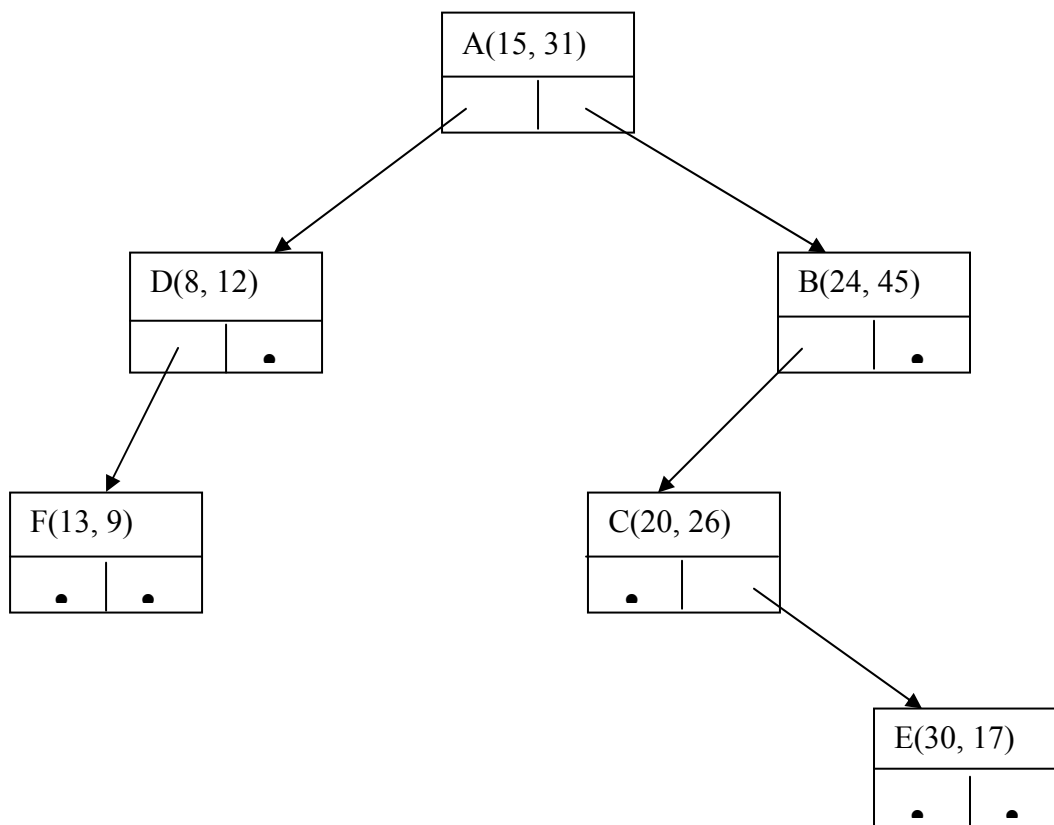 A(15, 31)
D(8, 12)
B(24, 45)
F(13, 9)
C(20, 26)
E(30, 17)